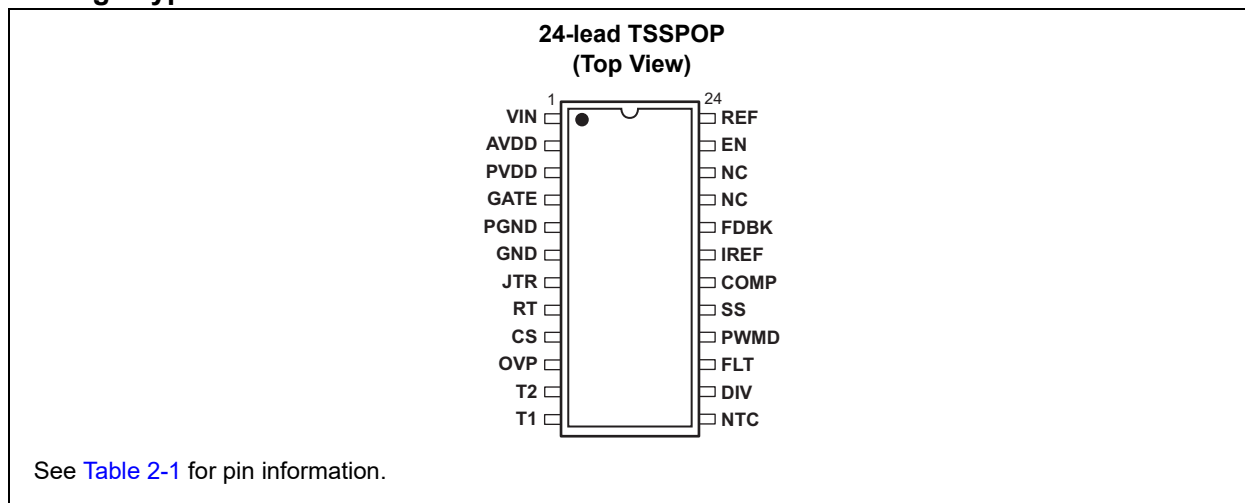 24-lead TSSPOP
(Top View)
1 24
VIN REF
AVDD EN
PVDD NC
GATE NC
PGND FDBK
GND IREF
JTR COMP
RT SS
CS PWMD
OVP FLT
T2 DIV
T1 NTC
See Table 2-1 for pin information.